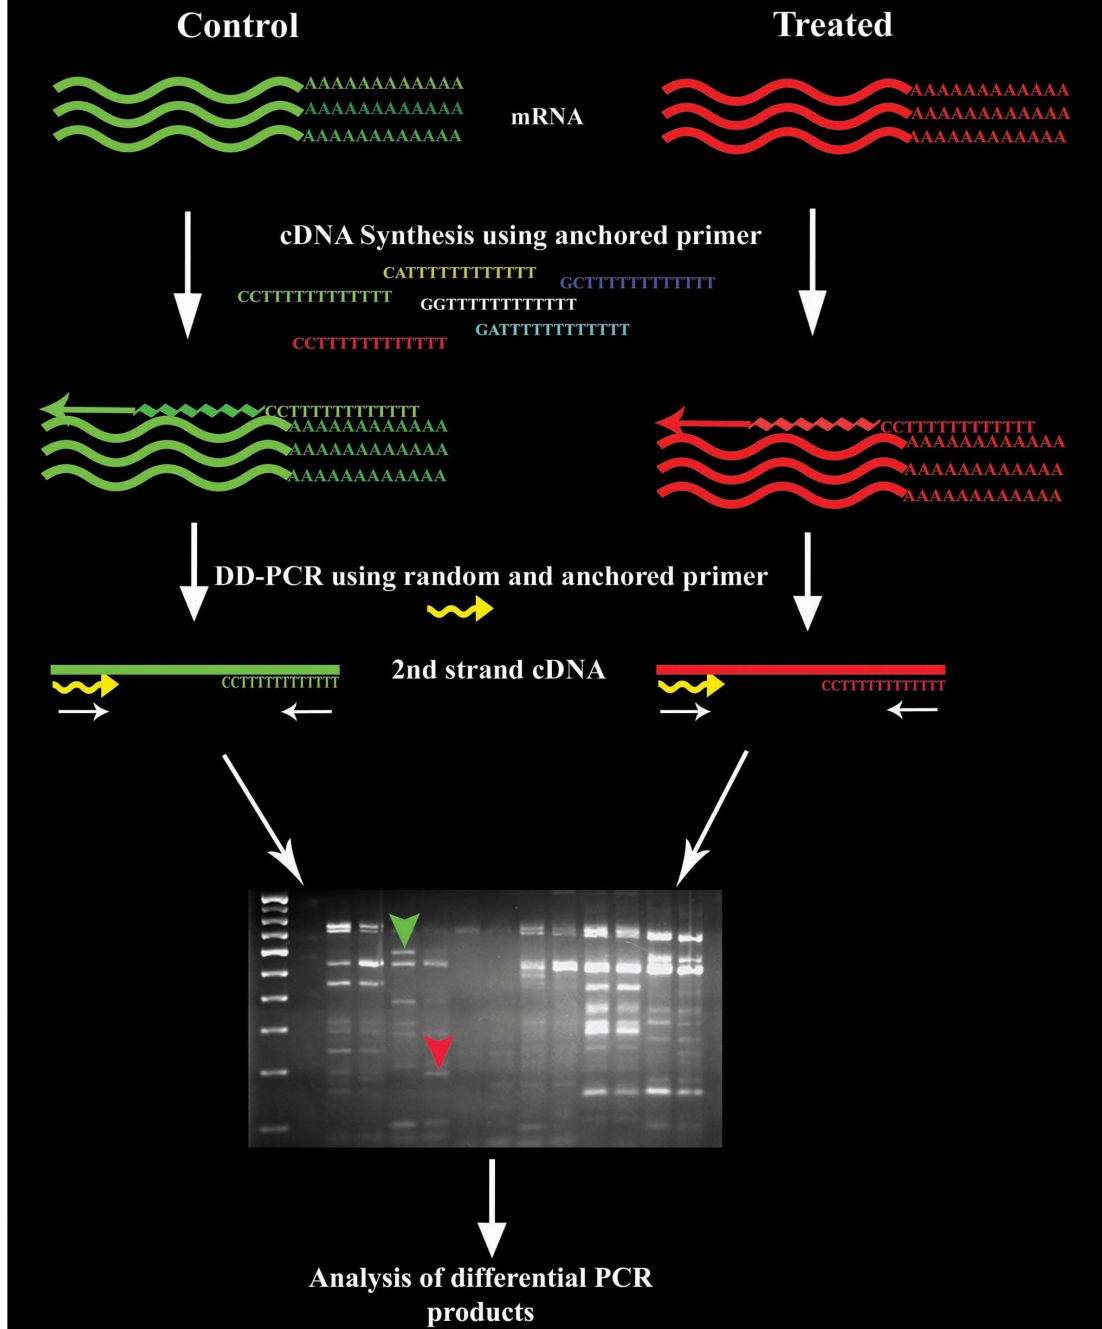 Control
Treated
AAAAAAAAAAAA
AAAAAAAAAAAA
AAAAAAAAAAAA
mRNA
AAAAAAAAAAAA
AAAAAAAAAAAA
AAAAAAAAAAAA
cDNA Synthesis using anchored primer
CATTTTTTTTTTTT
GCTTTTTTTTTTTT
CCTTTTTTTTTTTT
GGTTTTTTTTTTTT
GATTTTTTTTTTTT
CCTTTTTTTTTTTT
CCTTTTTTTTTTTT
AAAAAAAAAAAA
AAAAAAAAAAAA
AAAAAAAAAAAA
CCTTTTTTTTTTTT
AAAAAAAAAAAA
AAAAAAAAAAAA
AAAAAAAAAAAA
DD-PCR using random and anchored primer
2nd strand cDNA
CCTTTTTTTTTTTT
CCTTTTTTTTTTTT
Analysis of differential PCR
products